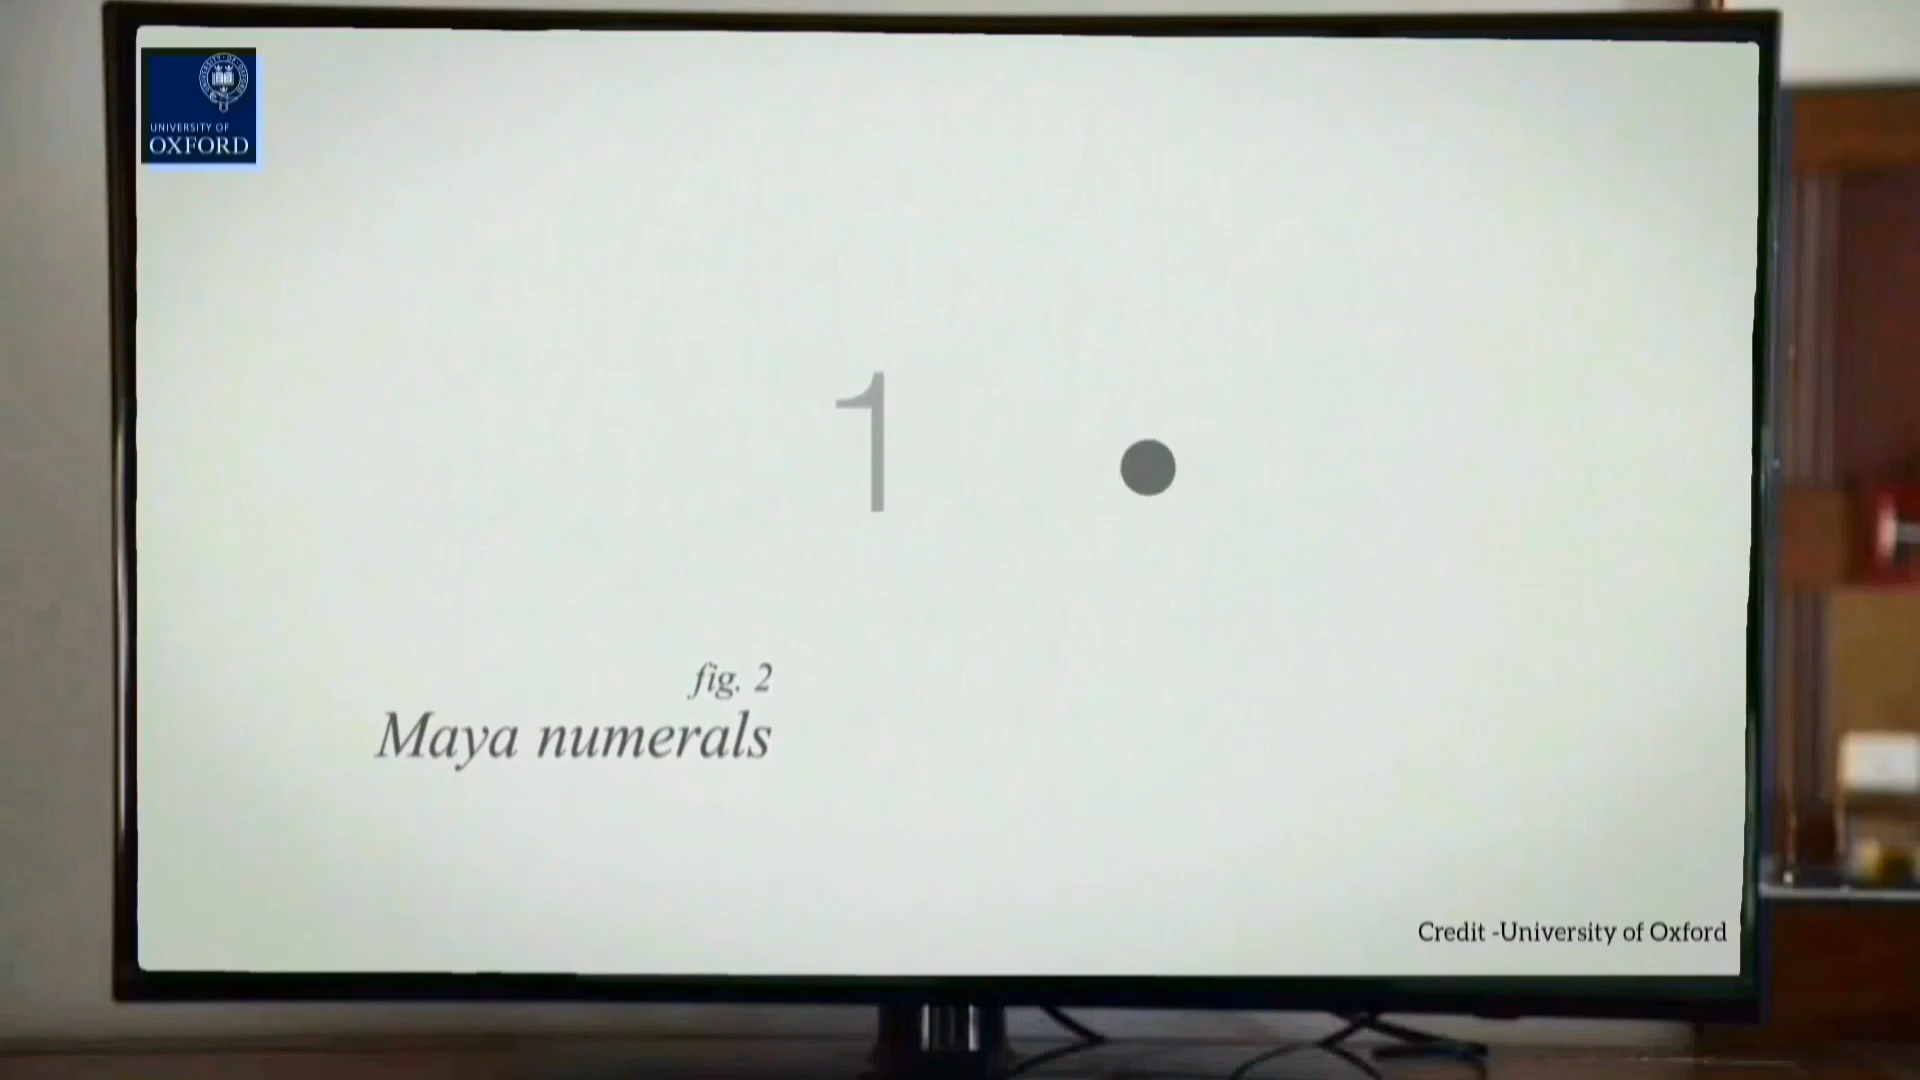 UNIVERSITY OF
OXFORD
1
fig. 2
Maya numerals
Credit -University of Oxford